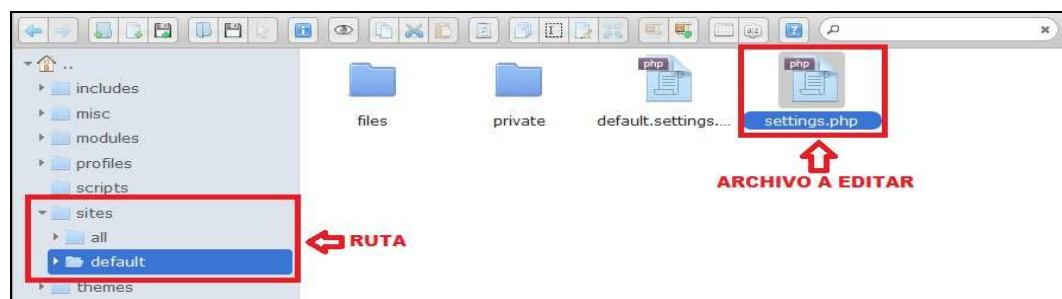 ..
includes
misc
modules
profiles
scripts
sites
all
default
themes
RUTA
php
php
files
private
default.settings....
settings.php
ARCHIVO A EDITAR